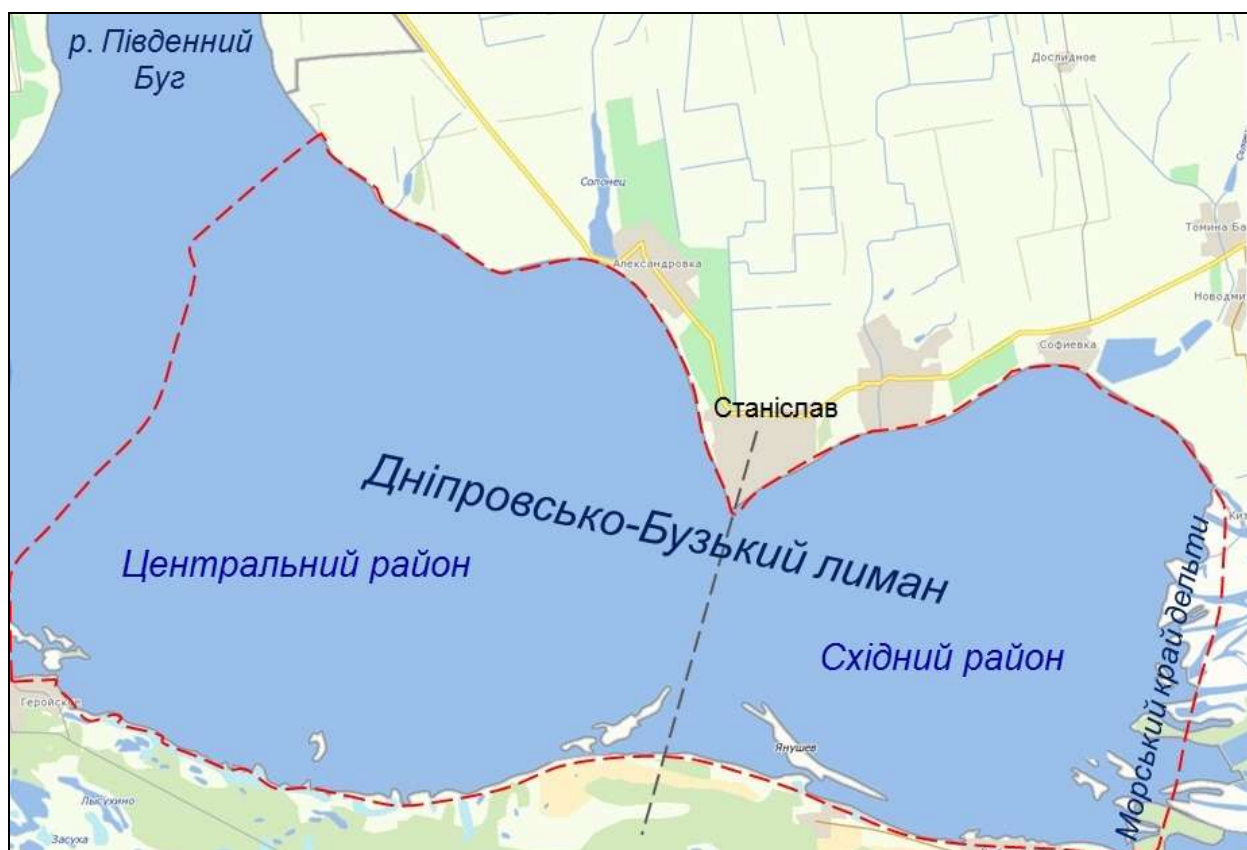 р. Південний
Буг
Дослидное
Солонец
Томина Ба
Александровка
Новодми
Софиевка
Станіслав
Дніпровсько-Бузький лиман
Кит
Центральний район
Східний район
Морський край дельти
Геройское
Янушев
Лысухино
Засуха